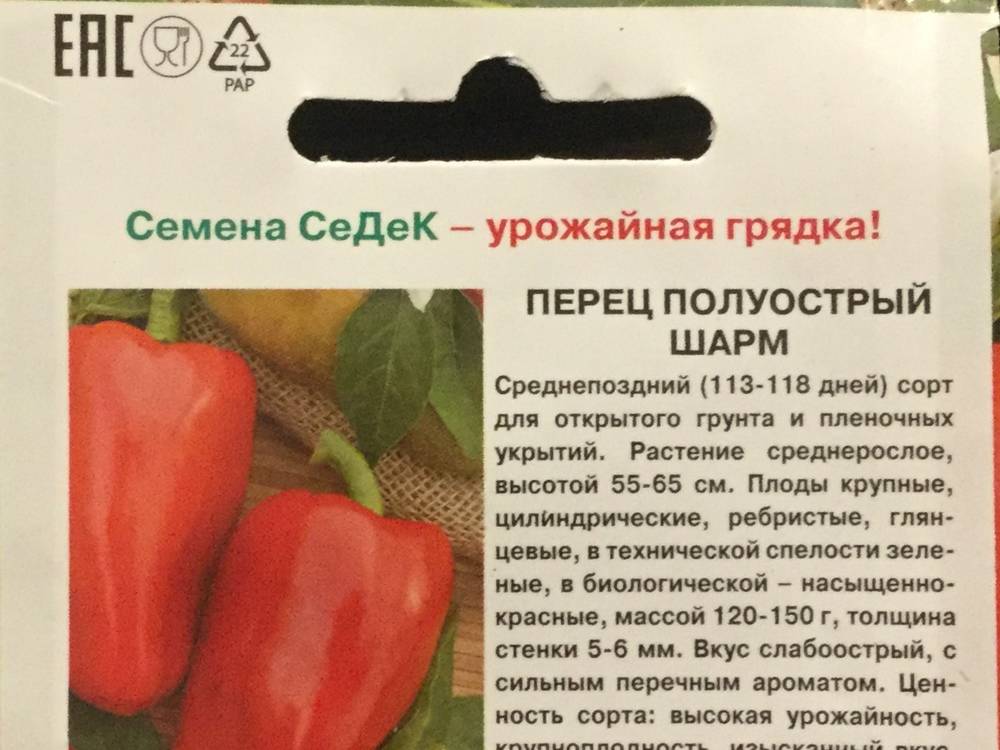 ЕАС
22
PAP
Семена СеДеК – урожайная грядка!
ПЕРЕЦ ПОЛУОСТРЫЙ
ШАРМ
Среднепоздний (113-118 дней) сорт
для открытого грунта и пленочных
укрытий. Растение среднерослое,
высотой 55-65 см. Плоды крупные,
цилиндрические, ребристые, глян-
цевые, в технической спелости зеле-
ные, в биологической – насыщенно-
красные, массой 120-150 г, толщина
стенки 5-6 мм. Вкус слабоострый, с
сильным перечным ароматом. Цен-
ность сорта: высокая урожайность,
крупноплодность, изысканный вкус.